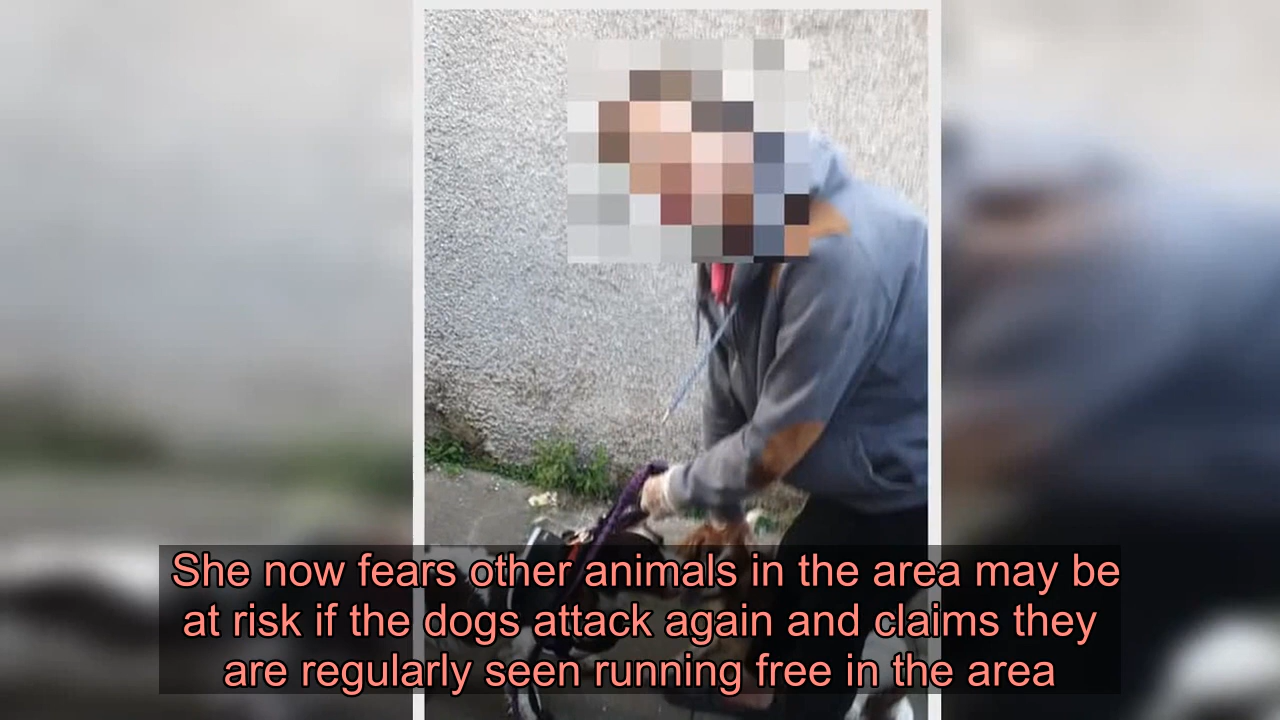 She now fears other animals in the area may be
at risk if the dogs attack again and claims they
are regularly seen running free in the area